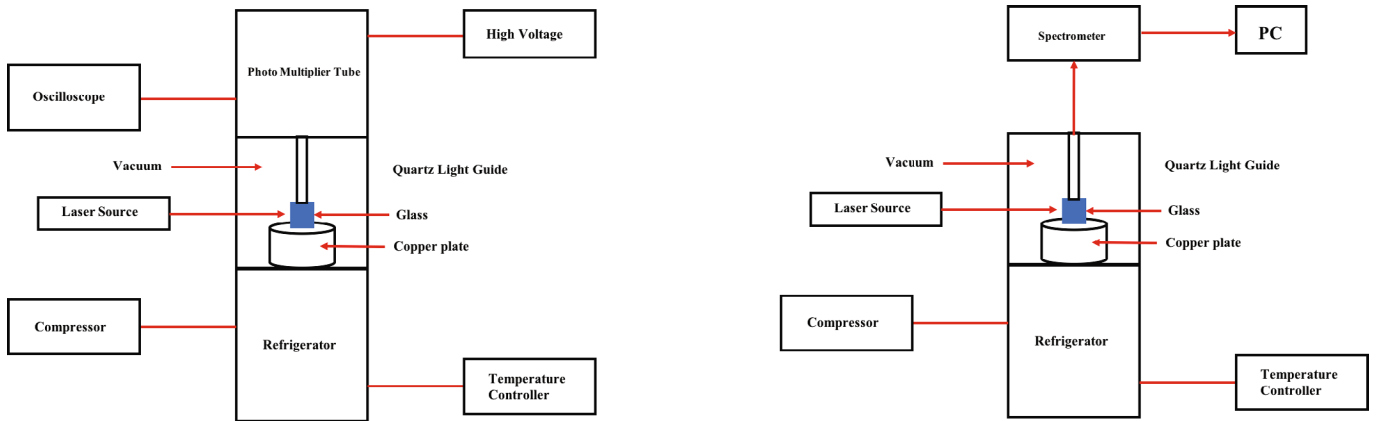 High Voltage
Photo Multiplier Tube
Oscilloscope
Vacuum
Quartz Light Guide
Laser Source
Glass
Copper plate
Compressor
Refrigerator
Temperature
Controller
Spectrometer
PC
Vacuum
Quartz Light Guide
Laser Source
Glass
Copper plate
Compressor
Refrigerator
Temperature
Controller